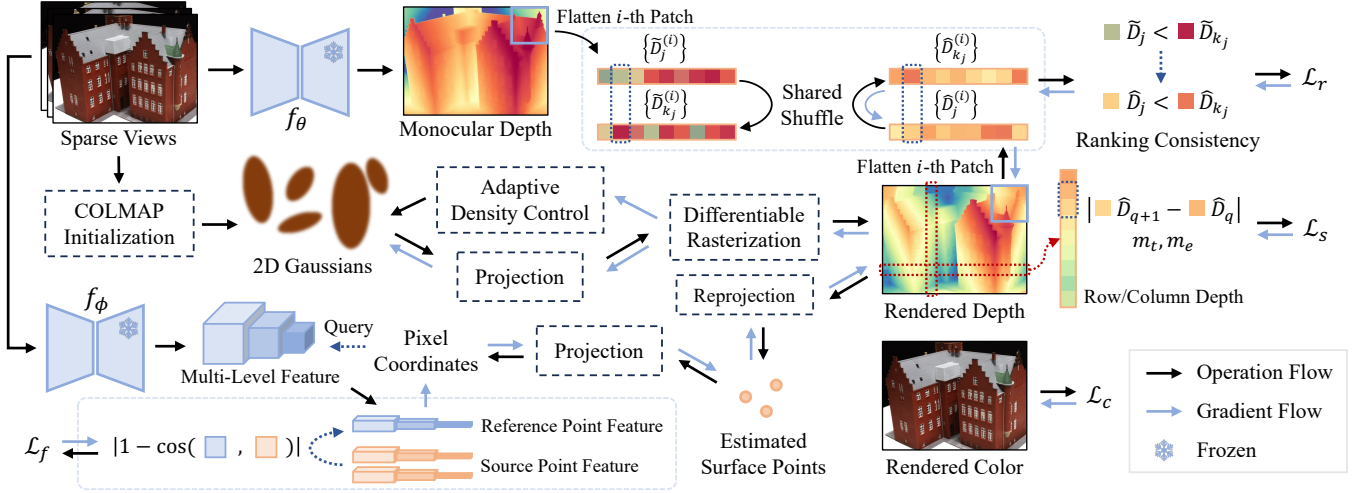 Sparse Views
f_θ
Monocular Depth
Flatten i-th Patch
{D̃_j^(i)}
{D̃_{k_j}^(i)}
Shared
Shuffle
{D̂_{k_j}^(i)}
{D̂_j^(i)}
D̃_j < D̃_{k_j}
D̂_j < D̂_{k_j}
Ranking Consistency
ℒ_r
COLMAP
Initialization
2D Gaussians
Adaptive
Density Control
Projection
Differentiable
Rasterization
Flatten i-th Patch
Rendered Depth
| D̂_{q+1} − D̂_q|
m_t, m_e
Row/Column Depth
ℒ_s
Reprojection
f_ϕ
Multi-Level Feature
Query
Pixel
Coordinates
Projection
Estimated
Surface Points
Rendered Color
ℒ_c
Operation Flow
Gradient Flow
Frozen
ℒ_f
|1 − cos( , )|
Reference Point Feature
Source Point Feature